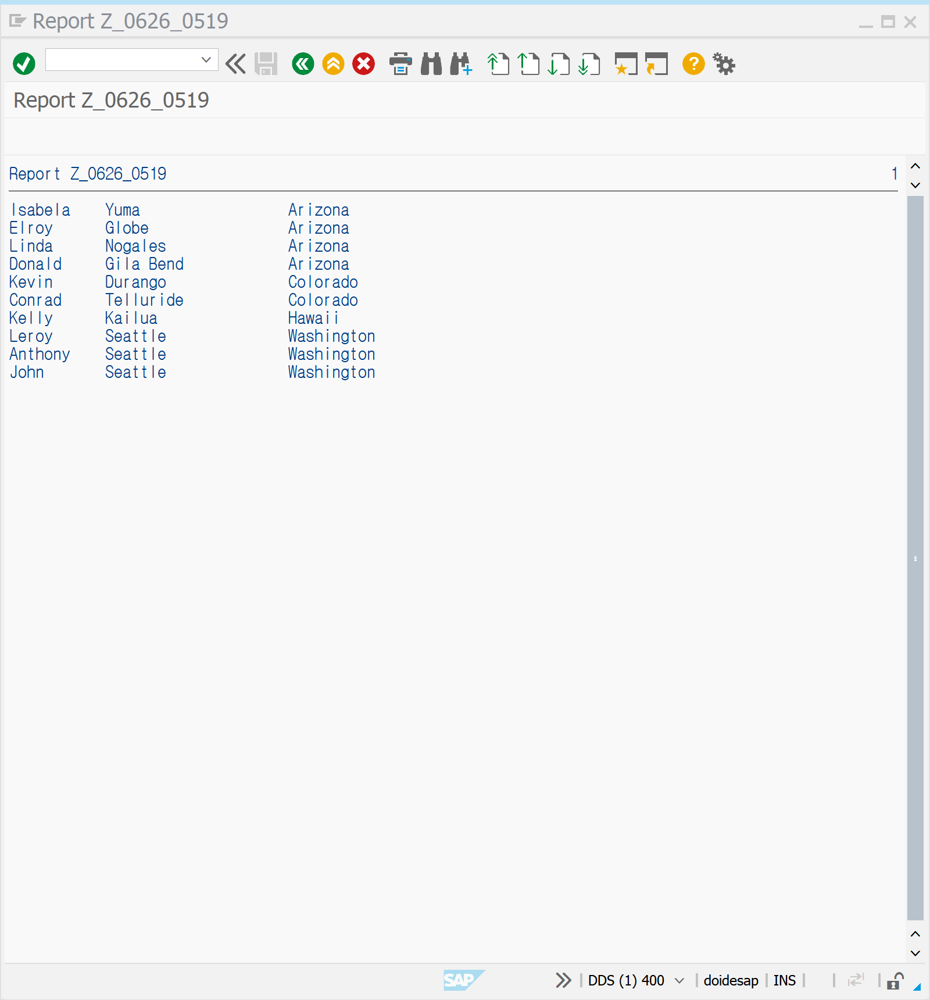 Report Z_0626_0519
Report Z_0626_0519
Report Z_0626_0519 1
Isabela Yuma Arizona
Elroy Globe Arizona
Linda Nogales Arizona
Donald Gila Bend Arizona
Kevin Durango Colorado
Conrad Telluride Colorado
Kelly Kailua Hawaii
Leroy Seattle Washington
Anthony Seattle Washington
John Seattle Washington
SAP DDS (1) 400 doidesap INS